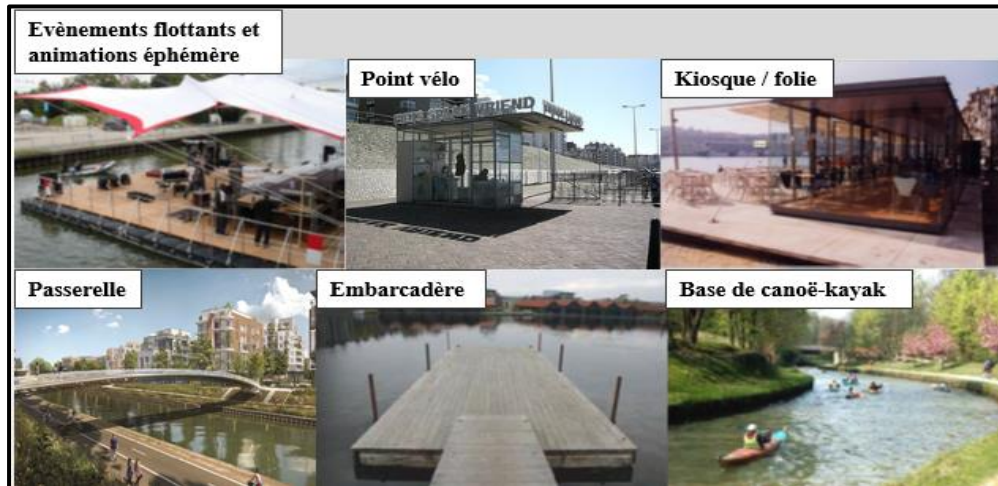 Evènements flottants et
animations éphémère
Point vélo
Kiosque / folie
Passerelle
Embarcadère
Base de canoë-kayak